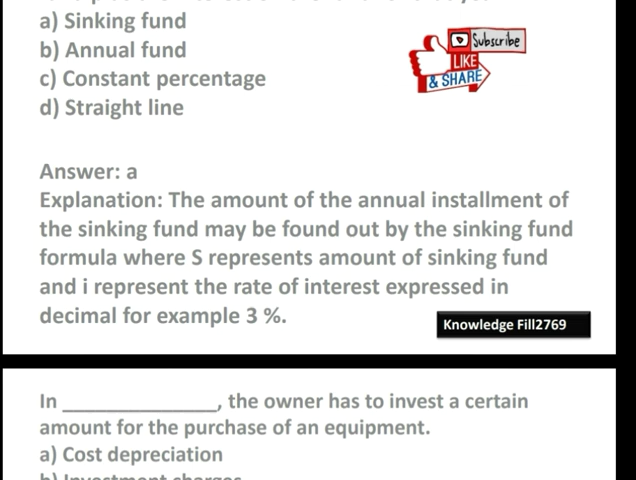 a) Sinking fund
b) Annual fund
c) Constant percentage
d) Straight line
Subscribe
LIKE
& SHARE
Answer: a
Explanation: The amount of the annual installment of
the sinking fund may be found out by the sinking fund
formula where S represents amount of sinking fund
and i represent the rate of interest expressed in
decimal for example 3 %.
Knowledge Fill2769
In _______________, the owner has to invest a certain
amount for the purchase of an equipment.
a) Cost depreciation
b) Investment charges